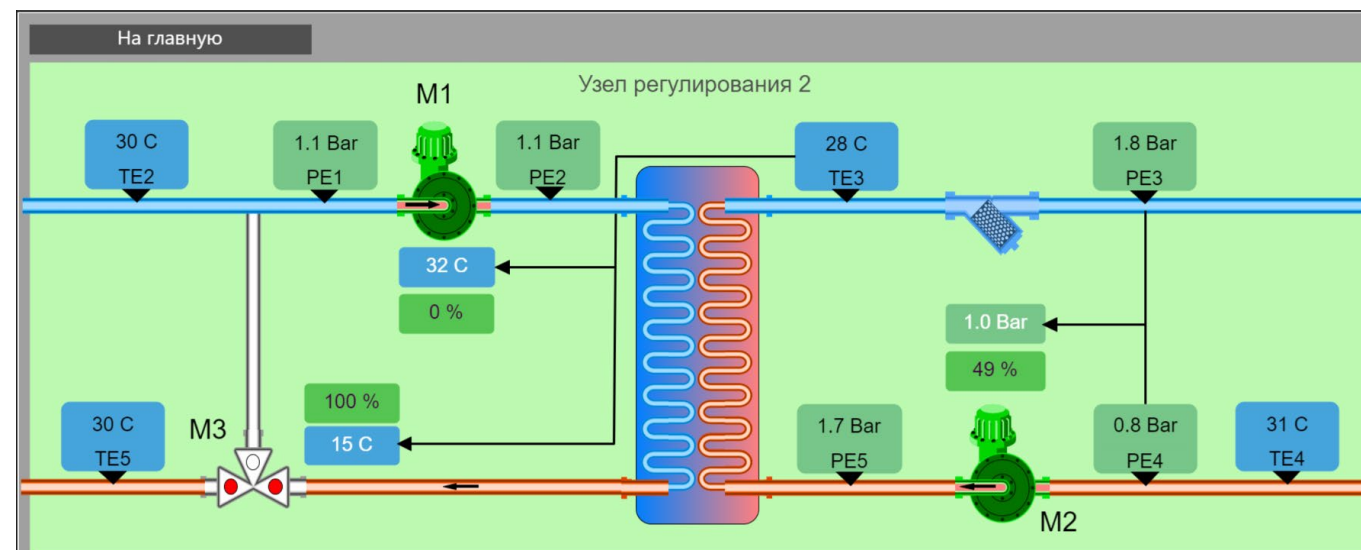 На главную
Узел регулирования 2
M1
30 C
TE2
1.1 Bar
PE1
1.1 Bar
PE2
28 C
TE3
1.8 Bar
PE3
32 C
0 %
1.0 Bar
49 %
100 %
15 C
30 C
TE5
M3
1.7 Bar
PE5
0.8 Bar
PE4
31 C
TE4
M2